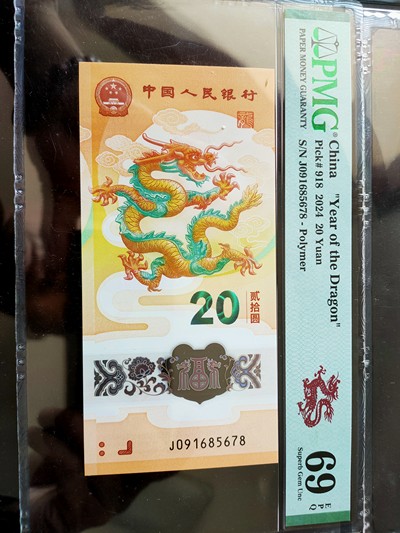 中国人民银行
20
贰拾圆
J091685678
PMG
PAPER MONEY GUARANTY
China "Year of the Dragon"
Pick# 918 2024 20 Yuan
S/N J091685678 - Polymer
69 EPQ
Superb Gem Unc